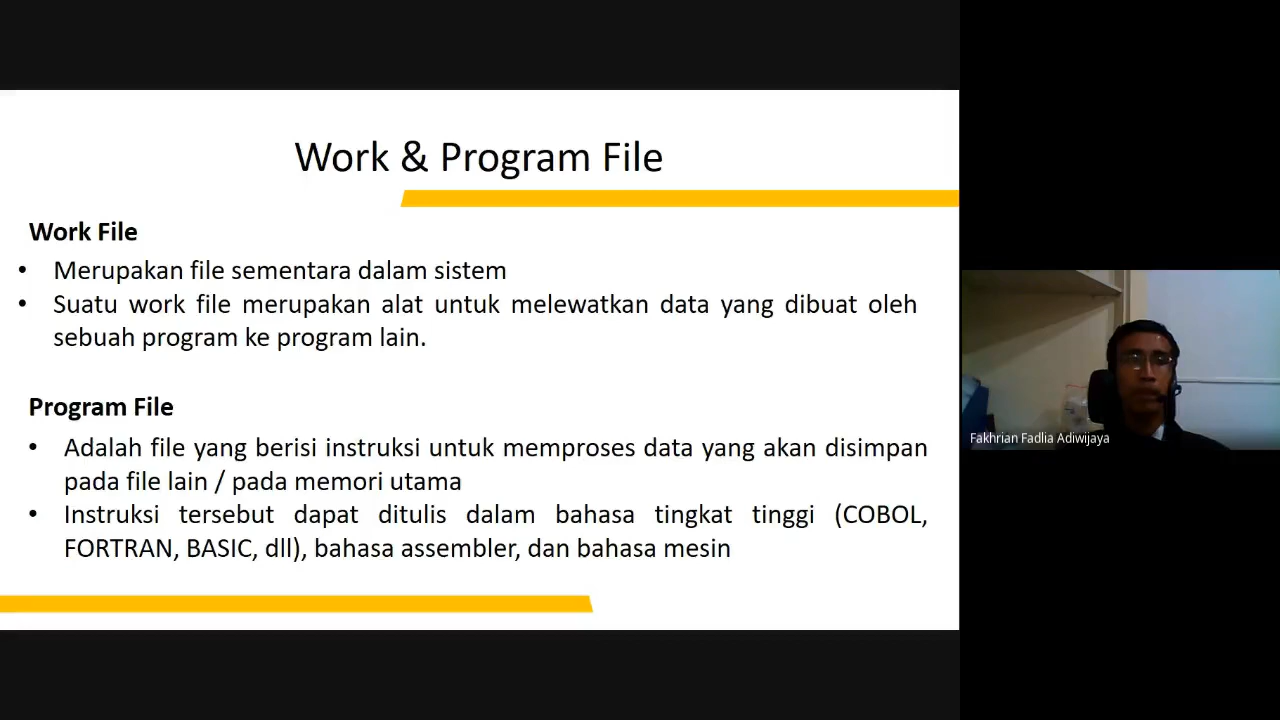 Work & Program File
Work File
• Merupakan file sementara dalam sistem
• Suatu work file merupakan alat untuk melewatkan data yang dibuat oleh
sebuah program ke program lain.
Program File
• Adalah file yang berisi instruksi untuk memproses data yang akan disimpan
pada file lain / pada memori utama
• Instruksi tersebut dapat ditulis dalam bahasa tingkat tinggi (COBOL,
FORTRAN, BASIC, dll), bahasa assembler, dan bahasa mesin
Fakhrian Fadlia Adiwijaya